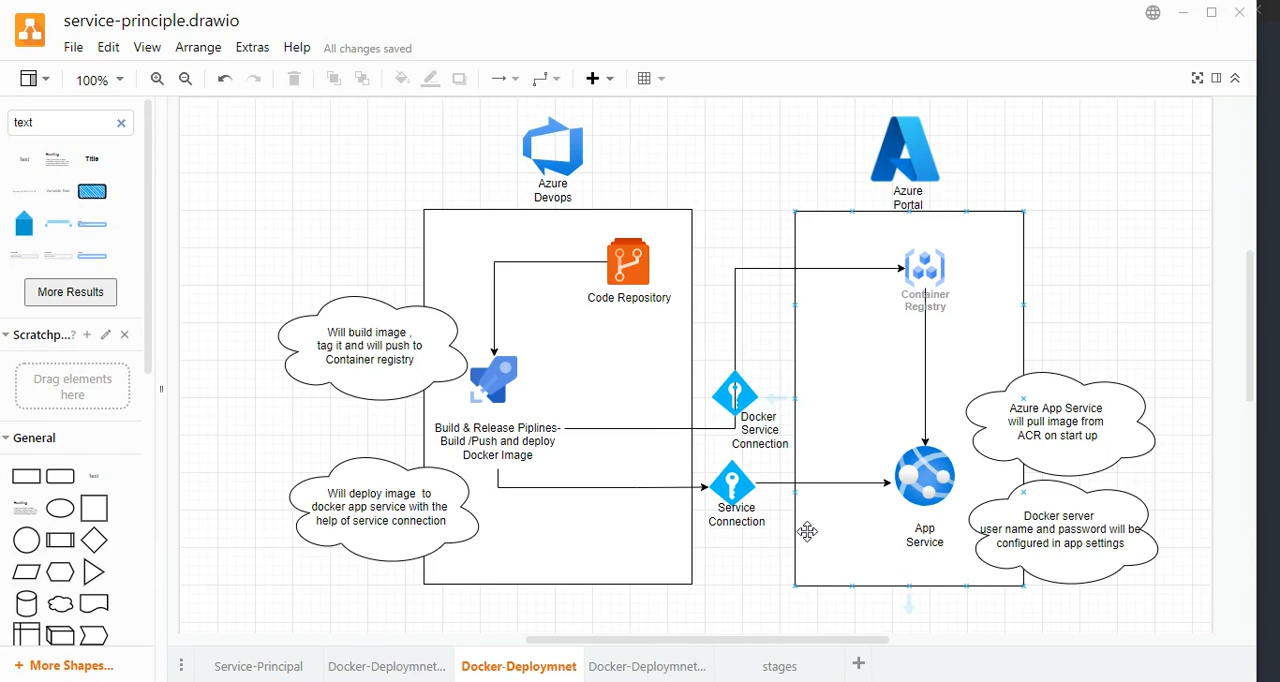 service-principle.drawio
File Edit View Arrange Extras Help All changes saved
100%
text
Text
Title
More Results
Scratchp...?
Drag elements
here
General
Text
+ More Shapes...
Azure
Devops
Azure
Portal
Code Repository
Container
Registry
Will build image ,
tag it and will push to
Container registry
Build & Release Piplines-
Build /Push and deploy
Docker Image
Docker
Service
Connection
Azure App Service
will pull image from
ACR on start up
Will deploy image to
docker app service with the
help of service connection
Service
Connection
App
Service
Docker server
user name and password will be
configured in app settings
Service-Principal Docker-Deploymnet... Docker-Deploymnet Docker-Deploymnet... stages